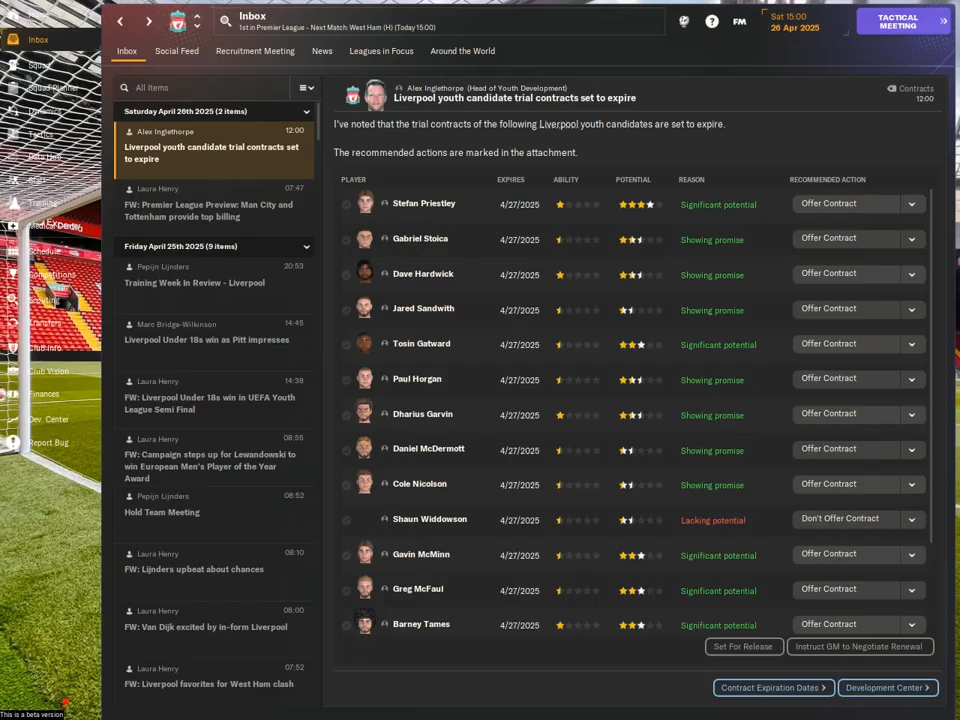 Inbox
1st in Premier League - Next Match: West Ham (H) (Today 15:00)
?
FM
Sat 15:00
26 Apr 2025
TACTICAL
MEETING
Inbox
Social Feed
Recruitment Meeting
News
Leagues in Focus
Around the World
Inbox
Squad
Squad Planner
Dynamics
Tactics
Data Hub
Staff
Training
Medical Centre
Schedule
Competitions
Scouting
Transfers
Club Info
Club Vision
Finances
Dev. Center
Report Bug
This is a beta version
All Items
Saturday April 26th 2025 (2 items)
Alex Inglethorpe 12:00
Liverpool youth candidate trial contracts set
to expire
Laura Henry 07:47
FW: Premier League Preview: Man City and
Tottenham provide top billing
Friday April 25th 2025 (9 items)
Pepijn Lijnders 20:53
Training Week In Review - Liverpool
Marc Bridge-Wilkinson 14:45
Liverpool Under 18s win as Pitt impresses
Laura Henry 14:38
FW: Liverpool Under 18s win in UEFA Youth
League Semi Final
Laura Henry 08:55
FW: Campaign steps up for Lewandowski to
win European Men's Player of the Year
Award
Pepijn Lijnders 08:52
Hold Team Meeting
Laura Henry 08:10
FW: Lijnders upbeat about chances
Laura Henry 08:00
FW: Van Dijk excited by in-form Liverpool
Laura Henry 07:52
FW: Liverpool favorites for West Ham clash
Alex Inglethorpe (Head of Youth Development)
Liverpool youth candidate trial contracts set to expire
Contracts
12:00
I've noted that the trial contracts of the following Liverpool youth candidates are set to expire.
The recommended actions are marked in the attachment.
PLAYER EXPIRES ABILITY POTENTIAL REASON RECOMMENDED ACTION
Stefan Priestley 4/27/2025 Significant potential Offer Contract
Gabriel Stoica 4/27/2025 Showing promise Offer Contract
Dave Hardwick 4/27/2025 Showing promise Offer Contract
Jared Sandwith 4/27/2025 Showing promise Offer Contract
Tosin Gatward 4/27/2025 Significant potential Offer Contract
Paul Horgan 4/27/2025 Showing promise Offer Contract
Dharius Garvin 4/27/2025 Showing promise Offer Contract
Daniel McDermott 4/27/2025 Showing promise Offer Contract
Cole Nicolson 4/27/2025 Showing promise Offer Contract
Shaun Widdowson 4/27/2025 Lacking potential Don't Offer Contract
Gavin McMinn 4/27/2025 Significant potential Offer Contract
Greg McFaul 4/27/2025 Significant potential Offer Contract
Barney Tames 4/27/2025 Significant potential Offer Contract
Set For Release
Instruct GM to Negotiate Renewal
Contract Expiration Dates >
Development Center >